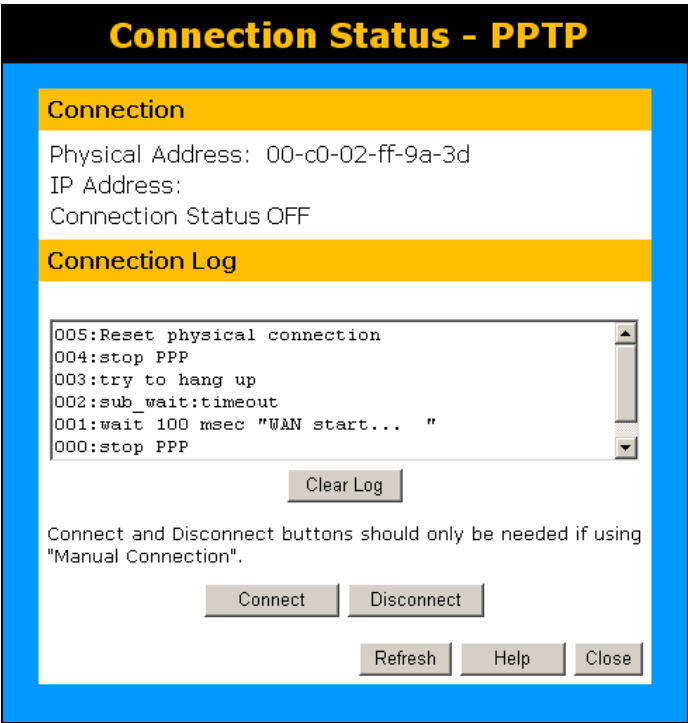 Connection Status - PPTP
Connection
Physical Address: 00-c0-02-ff-9a-3d
IP Address:
Connection Status OFF
Connection Log
005:Reset physical connection
004:stop PPP
003:try to hang up
002:sub_wait:timeout
001:wait 100 msec "WAN start...  "
000:stop PPP
Clear Log
Connect and Disconnect buttons should only be needed if using
"Manual Connection".
Connect Disconnect
Refresh Help Close